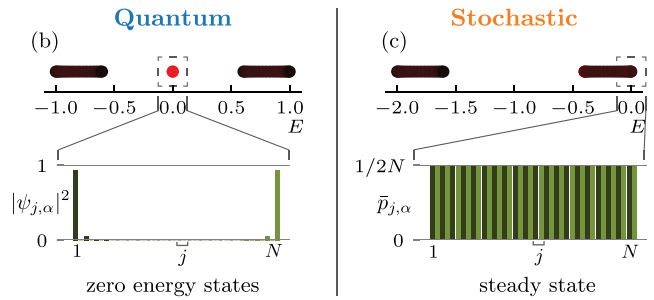 Quantum
Stochastic
(b)
(c)
−1.0 −0.5 0.0 0.5 1.0
E
−2.0 −1.5 −1.0 −0.5 0.0
E
1
|ψj,α|²
0
1 j N
zero energy states
1/2N
p̄j,α
0
1 j N
steady state